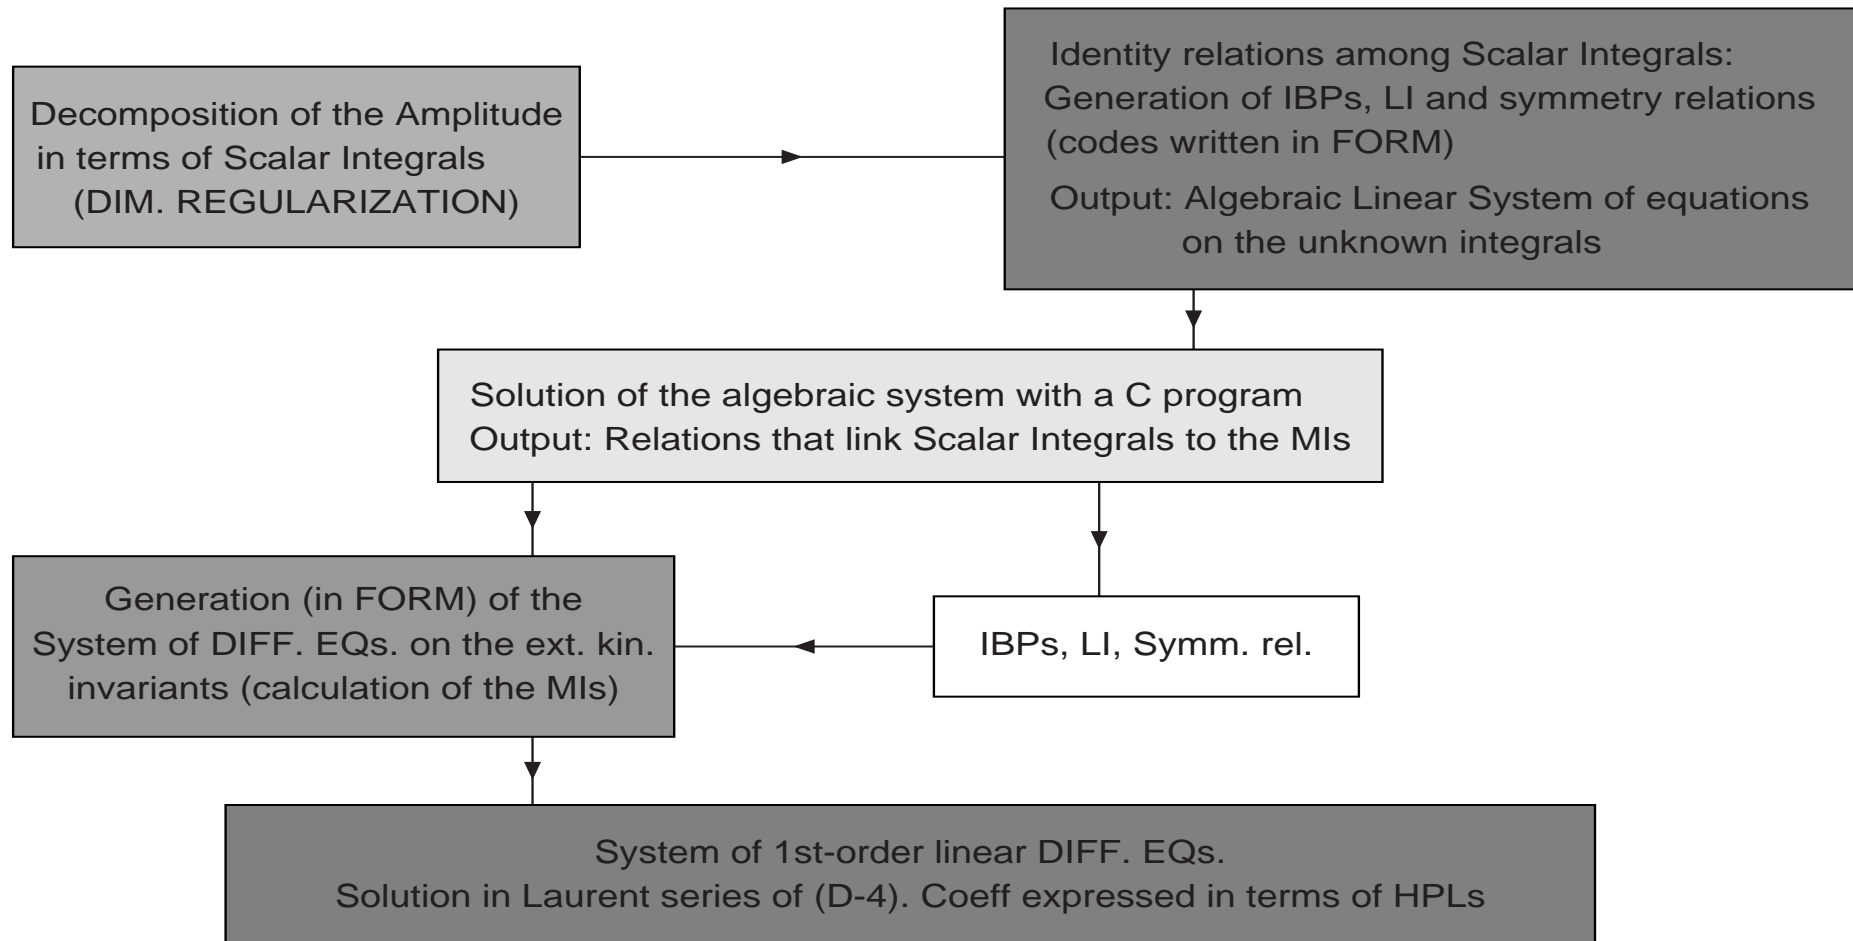 Decomposition of the Amplitude
in terms of Scalar Integrals
(DIM. REGULARIZATION)
Identity relations among Scalar Integrals:
Generation of IBPs, LI and symmetry relations
(codes written in FORM)
Output: Algebraic Linear System of equations
on the unknown integrals
Solution of the algebraic system with a C program
Output: Relations that link Scalar Integrals to the MIs
Generation (in FORM) of the
System of DIFF. EQs. on the ext. kin.
invariants (calculation of the MIs)
IBPs, LI, Symm. rel.
System of 1st-order linear DIFF. EQs.
Solution in Laurent series of (D-4). Coeff expressed in terms of HPLs